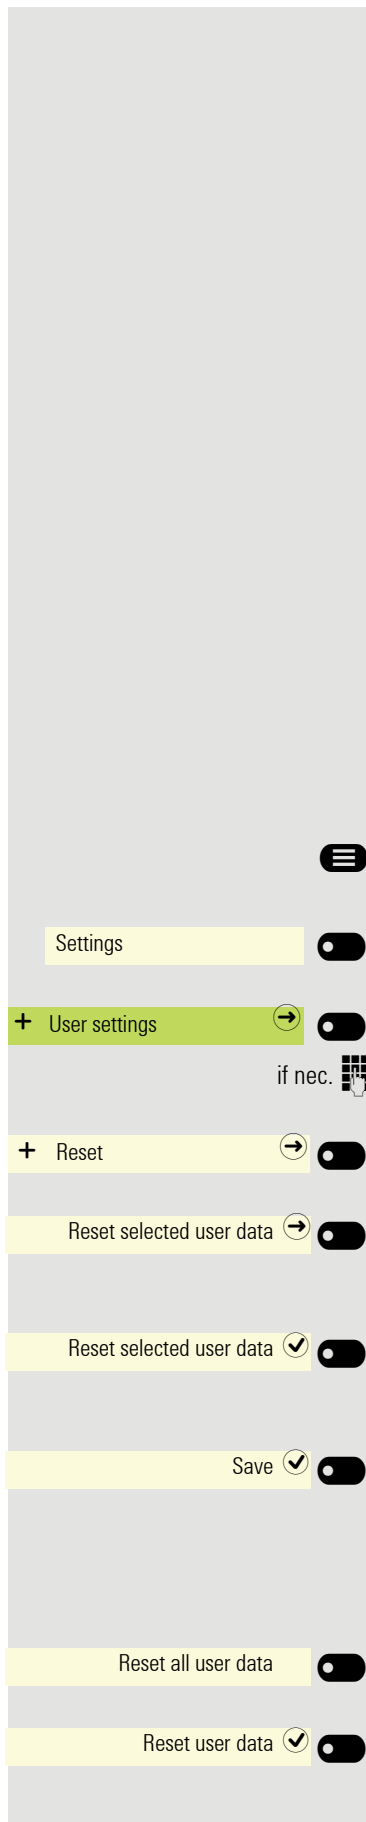 Settings
+ User settings
if nec.
+ Reset
Reset selected user data
Reset selected user data
Save
Reset all user data
Reset user data